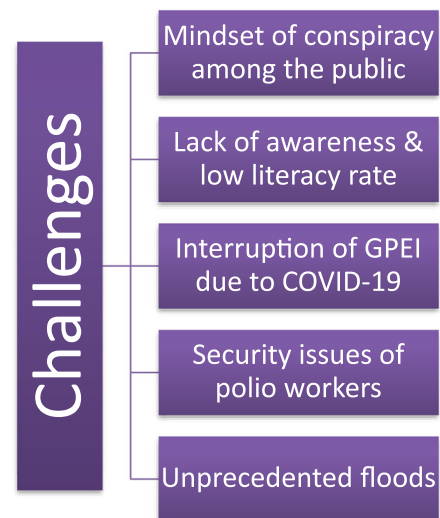 Challenges
Mindset of conspiracy
among the public
Lack of awareness &
low literacy rate
Interruption of GPEI
due to COVID-19
Security issues of
polio workers
Unprecedented floods